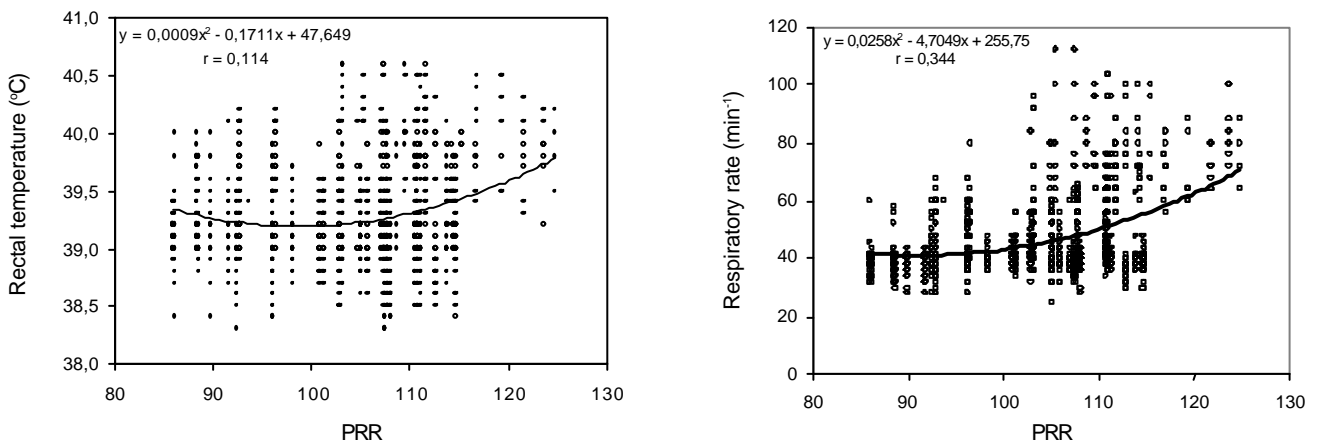 y = 0,0009x² - 0,1711x + 47,649
r = 0,114
Rectal temperature (ºC)
41,0
40,5
40,0
39,5
39,0
38,5
38,0
80 90 100 110 120 130
PRR
y = 0,0258x² - 4,7049x + 255,75
r = 0,344
Respiratory rate (min⁻¹)
120
100
80
60
40
20
0
80 90 100 110 120 130
PRR